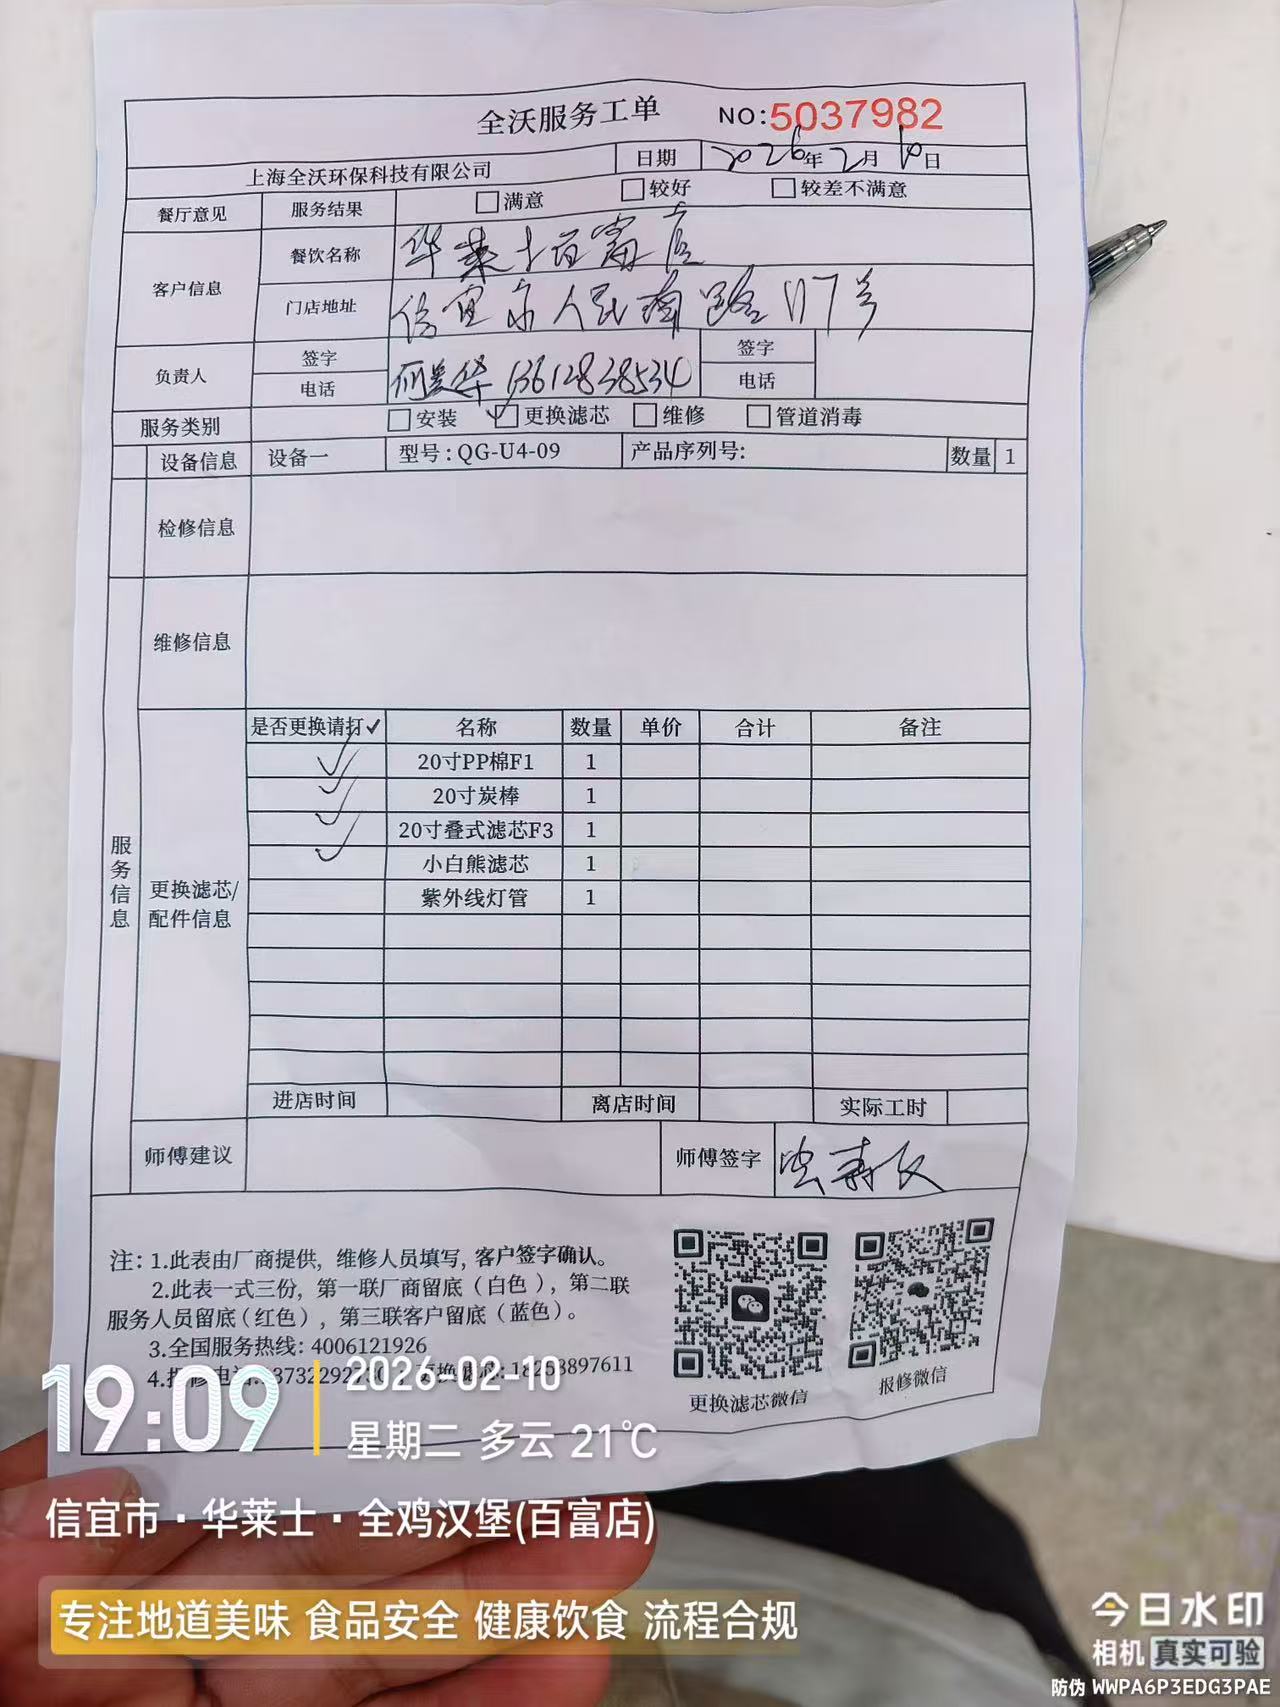 全沃服务工单 NO:5037982
上海全沃环保科技有限公司 日期 2026年2月10日
餐厅意见 服务结果 满意 较好 较差不满意
客户信息 餐饮名称 华莱士百富店
门店地址 信宜市人民南路117号
负责人 签字 签字
电话 华 13612838534 电话
服务类别 安装 更换滤芯 维修 管道消毒
设备信息 设备一 型号:QG-U4-09 产品序列号: 数量 1
检修信息
维修信息
服务信息
更换滤芯/配件信息
是否更换请打✓ 名称 数量 单价 合计 备注
✓ 20寸PP棉F1 1
✓ 20寸炭棒 1
✓ 20寸叠式滤芯F3 1
✓ 小白熊滤芯 1
紫外线灯管 1
进店时间 离店时间 实际工时
师傅建议 师傅签字
注:1.此表由厂商提供,维修人员填写,客户签字确认。
2.此表一式三份,第一联厂商留底(白色),第二联
服务人员留底(红色),第三联客户留底(蓝色)。
3.全国服务热线:4006121926
4.报修电话: 18258897611
更换滤芯微信 报修微信
19:09 2026-02-10
星期二 多云 21℃
信宜市·华莱士·全鸡汉堡(百富店)
专注地道美味 食品安全 健康饮食 流程合规
今日水印
相机 真实可验
防伪 WWPA6P3EDG3PAE